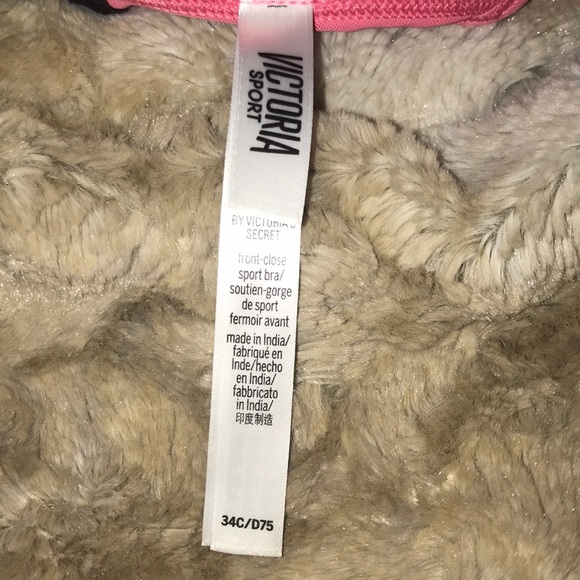 VICTORIA
SPORT
BY VICTORIA'S
SECRET
front-close
sport bra/
soutien-gorge
de sport
fermoir avant
made in India/
fabriqué en
Inde/hecho
en India/
fabbricato
in India/
印度制造
34C/D75